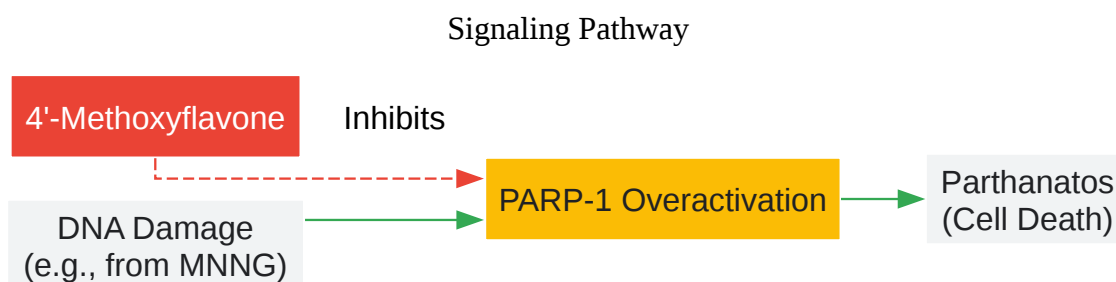 Signaling Pathway
4'-Methoxyflavone
Inhibits
PARP-1 Overactivation
DNA Damage
(e.g., from MNNG)
Parthanatos
(Cell Death)